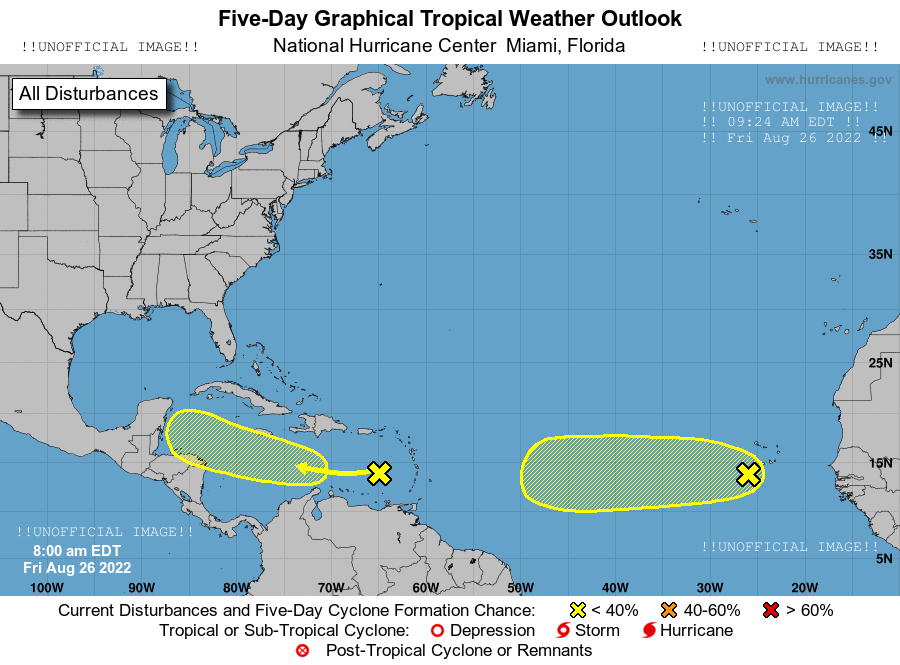 Five-Day Graphical Tropical Weather Outlook
!!UNOFFICIAL IMAGE!! National Hurricane Center Miami, Florida !!UNOFFICIAL IMAGE!!
www.hurricanes.gov
All Disturbances
!!UNOFFICIAL IMAGE!!
!! 09:24 AM EDT !!
!! Fri Aug 26 2022 !!
45N
35N
25N
15N
!!UNOFFICIAL IMAGE!!
!!UNOFFICIAL IMAGE!!
8:00 am EDT
Fri Aug 26 2022
5N
100W 90W 80W 70W 60W 50W 40W 30W 20W
Current Disturbances and Five-Day Cyclone Formation Chance: < 40% 40-60% > 60%
Tropical or Sub-Tropical Cyclone: Depression Storm Hurricane
Post-Tropical Cyclone or Remnants